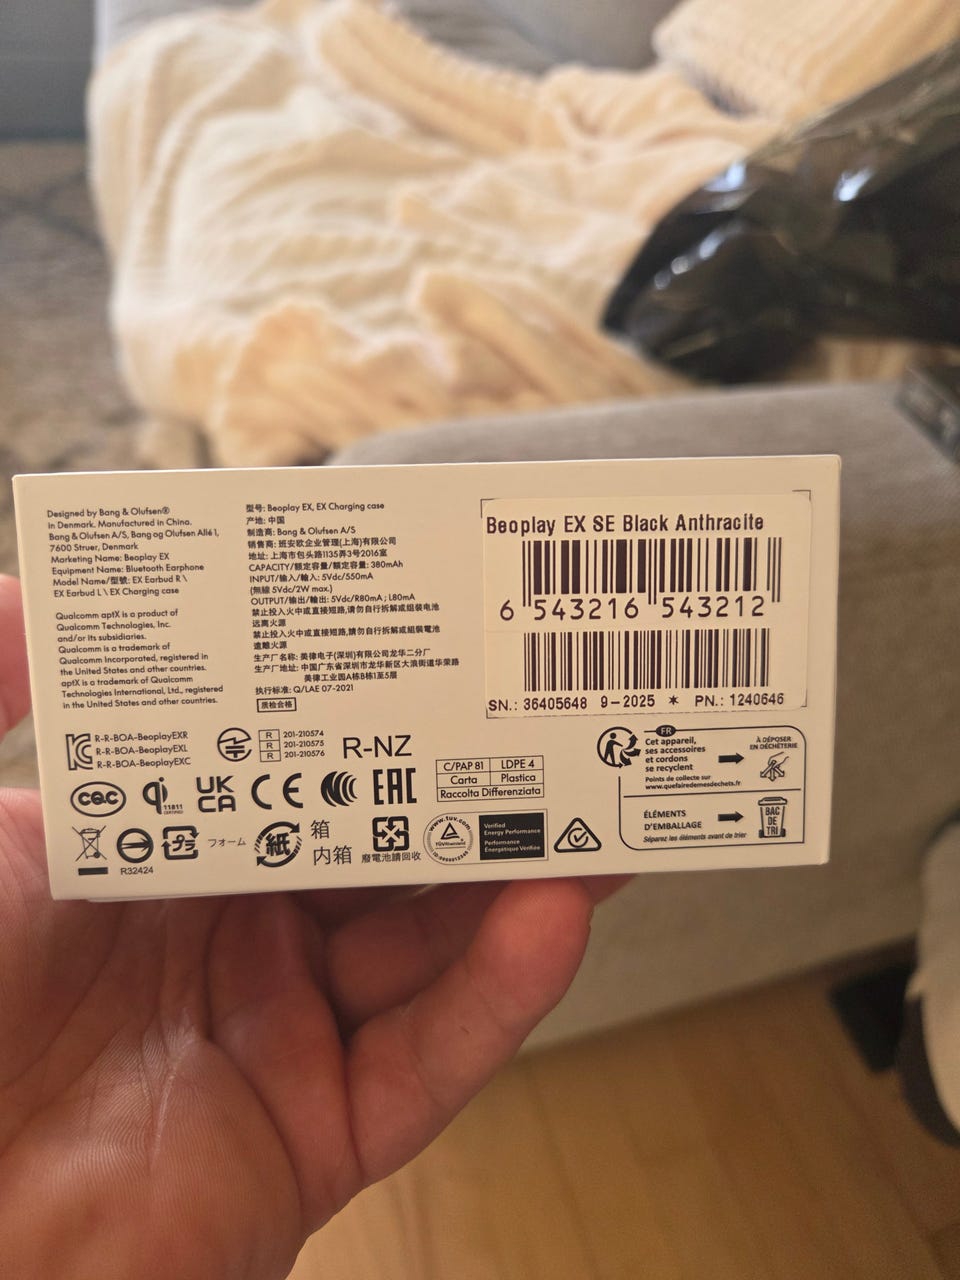 Designed by Bang & Olufsen®
in Denmark. Manufactured in China.
Bang & Olufsen A/S, Bang og Olufsen Allé 1,
7600 Struer, Denmark
Marketing Name: Beoplay EX
Equipment Name: Bluetooth Earphone
Model Name/型號: EX Earbud R \
EX Earbud L \ EX Charging case
Qualcomm aptX is a product of
Qualcomm Technologies, Inc.
and/or its subsidiaries.
Qualcomm is a trademark of
Qualcomm Incorporated, registered in
the United States and other countries.
aptX is a trademark of Qualcomm
Technologies International, Ltd., registered
in the United States and other countries.
型号: Beoplay EX, EX Charging case
产地: 中国
制造商: Bang & Olufsen A/S
销售商: 班安欧企业管理(上海)有限公司
地址: 上海市包头路1135弄3号2016室
CAPACITY/额定容量/額定容量: 380mAh
INPUT/输入/輸入: 5Vdc/550mA
(無線 5Vdc/2W max.)
OUTPUT/输出/輸出: 5Vdc/R80mA ; L80mA
禁止投入火中或直接短路,请勿自行拆解或组装电池
远离火源
禁止投入火中或直接短路,請勿自行拆解或組裝電池
遠離火源
生产厂名称: 美律电子(深圳)有限公司龙华二分厂
生产厂地址: 中国广东省深圳市龙华新区大浪街道华荣路
美律工业园A栋B栋1至5层
执行标准: Q/LAE 07-2021
质检合格
Beoplay EX SE Black Anthracite
6 543216 543212
SN.: 36405648 9-2025 * PN.: 1240646
R-R-BOA-BeoplayEXR
R-R-BOA-BeoplayEXL
R-R-BOA-BeoplayEXC
R 201-210574
R 201-210575
R 201-210576
R-NZ
CQC
qi
11811
CERTIFIED
UK
CA
CE
EAC
C/PAP 81 LDPE 4
Carta Plastica
Raccolta Differenziata
R32424
プラ
フォーム
紙
箱
内箱
廢電池請回收
www.tuv.com
TÜVRheinland
Verified
Energy Performance
Performance
Énergétique Vérifiée
FR
Cet appareil,
ses accessoires
et cordons
se recyclent
Points de collecte sur
www.quefairedemesdechets.fr
À DÉPOSER
EN DÉCHÈTERIE
ÉLÉMENTS
D'EMBALLAGE
BAC
DE
TRI
Séparez les éléments avant de trier